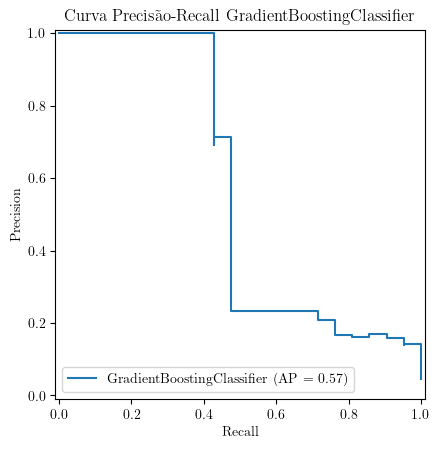 Curva Precisão-Recall GradientBoostingClassifier
1.0
0.8
0.6
0.4
0.2
0.0
Precision
GradientBoostingClassifier (AP = 0.57)
0.0 0.2 0.4 0.6 0.8 1.0
Recall